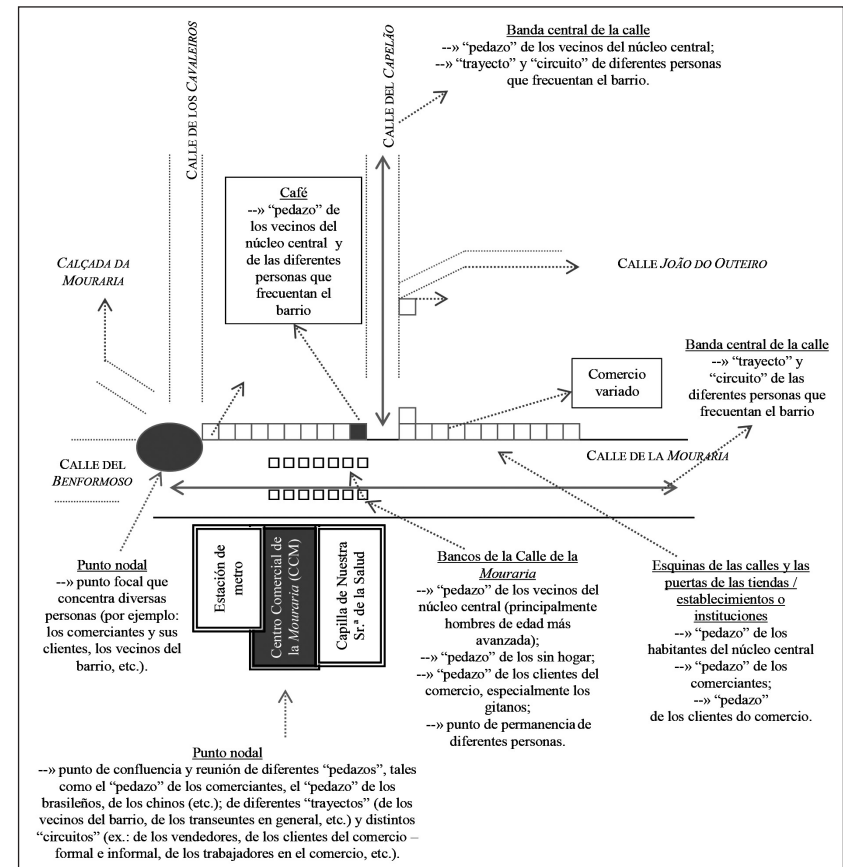 Banda central de la calle
--» “pedazo” de los vecinos del núcleo central;
--» “trayecto” y “circuito” de diferentes personas
que frecuentan el barrio.
CALLE DE LOS CAVALEIROS
CALLE DEL CAPELÃO
Café
--» “pedazo” de
los vecinos del
núcleo central y
de las diferentes
personas que
frecuentan el
barrio
CALÇADA DA
MOURARIA
CALLE JOÃO DO OUTEIRO
Banda central de la calle
--» “trayecto” y
“circuito” de las
diferentes personas que
frecuentan el barrio
Comercio
variado
CALLE DEL
BENFORMOSO
CALLE DE LA MOURARIA
Estación de
metro
Centro Comercial de
la Mouraria (CCM)
Capilla de Nuestra
Sr.ª de la Salud
Punto nodal
--» punto focal que
concentra diversas
personas (por ejemplo:
los comerciantes y sus
clientes, los vecinos del
barrio, etc.).
Bancos de la Calle de la
Mouraria
--» “pedazo” de los vecinos del
núcleo central (principalmente
hombres de edad más
avanzada);
--» “pedazo” de los sin hogar;
--» “pedazo” de los clientes del
comercio, especialmente los
gitanos;
--» punto de permanencia de
diferentes personas.
Esquinas de las calles y las
puertas de las tiendas /
establecimientos o
instituciones
--» “pedazo” de los
habitantes del núcleo central
--» “pedazo” de los
comerciantes;
--» “pedazo”
de los clientes do comercio.
Punto nodal
--» punto de confluencia y reunión de diferentes “pedazos”, tales
como el “pedazo” de los comerciantes, el “pedazo” de los
brasileños, de los chinos (etc.); de diferentes “trayectos” (de los
vecinos del barrio, de los transeuntes en general, etc.) y distintos
“circuitos” (ex.: de los vendedores, de los clientes del comercio –
formal e informal, de los trabajadores en el comercio, etc.).